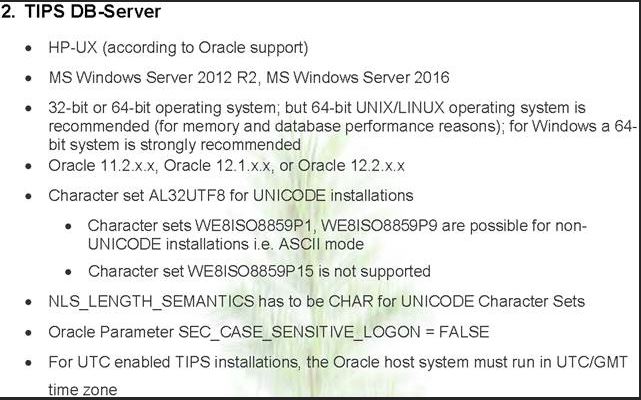 2. TIPS DB-Server
• HP-UX (according to Oracle support)
• MS Windows Server 2012 R2, MS Windows Server 2016
• 32-bit or 64-bit operating system; but 64-bit UNIX/LINUX operating system is
recommended (for memory and database performance reasons); for Windows a 64-
bit system is strongly recommended
• Oracle 11.2.x.x, Oracle 12.1.x.x, or Oracle 12.2.x.x
• Character set AL32UTF8 for UNICODE installations
• Character sets WE8ISO8859P1, WE8ISO8859P9 are possible for non-
UNICODE installations i.e. ASCII mode
• Character set WE8ISO8859P15 is not supported
• NLS_LENGTH_SEMANTICS has to be CHAR for UNICODE Character Sets
• Oracle Parameter SEC_CASE_SENSITIVE_LOGON = FALSE
• For UTC enabled TIPS installations, the Oracle host system must run in UTC/GMT
time zone